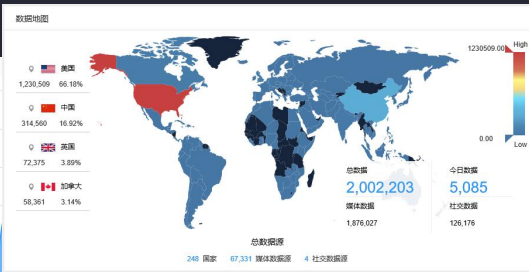 数据地图
美国
1,230,509 66.18%
中国
314,560 16.92%
英国
72,375 3.89%
加拿大
58,361 3.14%
1230509.00 High
0.00 Low
总数据 今日数据
2,002,203 5,085
媒体数据 社交数据
1,876,027 126,176
总数据源
248 国家 67,331 媒体数据源 4 社交数据源